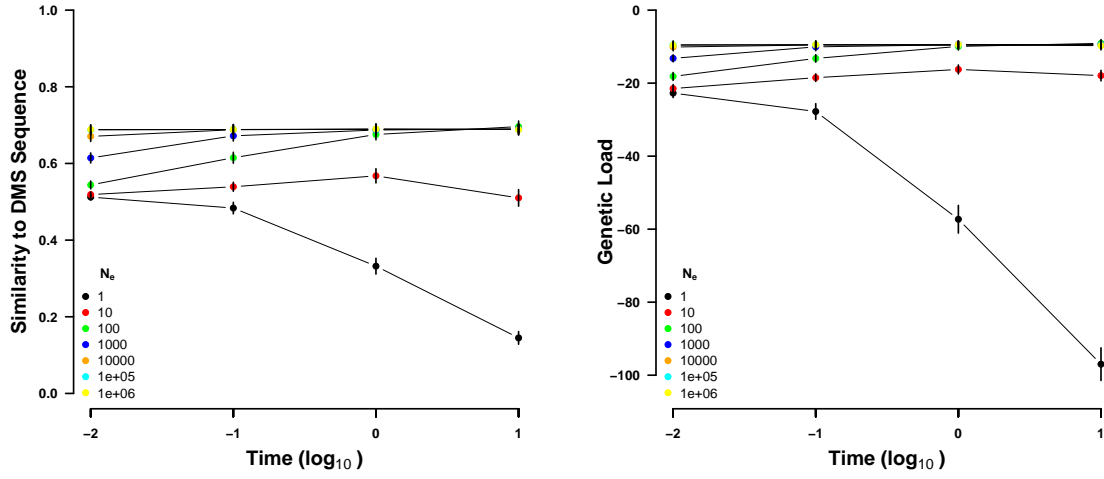 1.0
0.8
0.6
0.4
0.2
0.0
Similarity to DMS Sequence
Nₑ
1
10
100
1000
10000
1e+05
1e+06
−2 −1 0 1
Time (log₁₀ )
0
−20
−40
−60
−80
−100
Genetic Load
Nₑ
1
10
100
1000
10000
1e+05
1e+06
−2 −1 0 1
Time (log₁₀ )